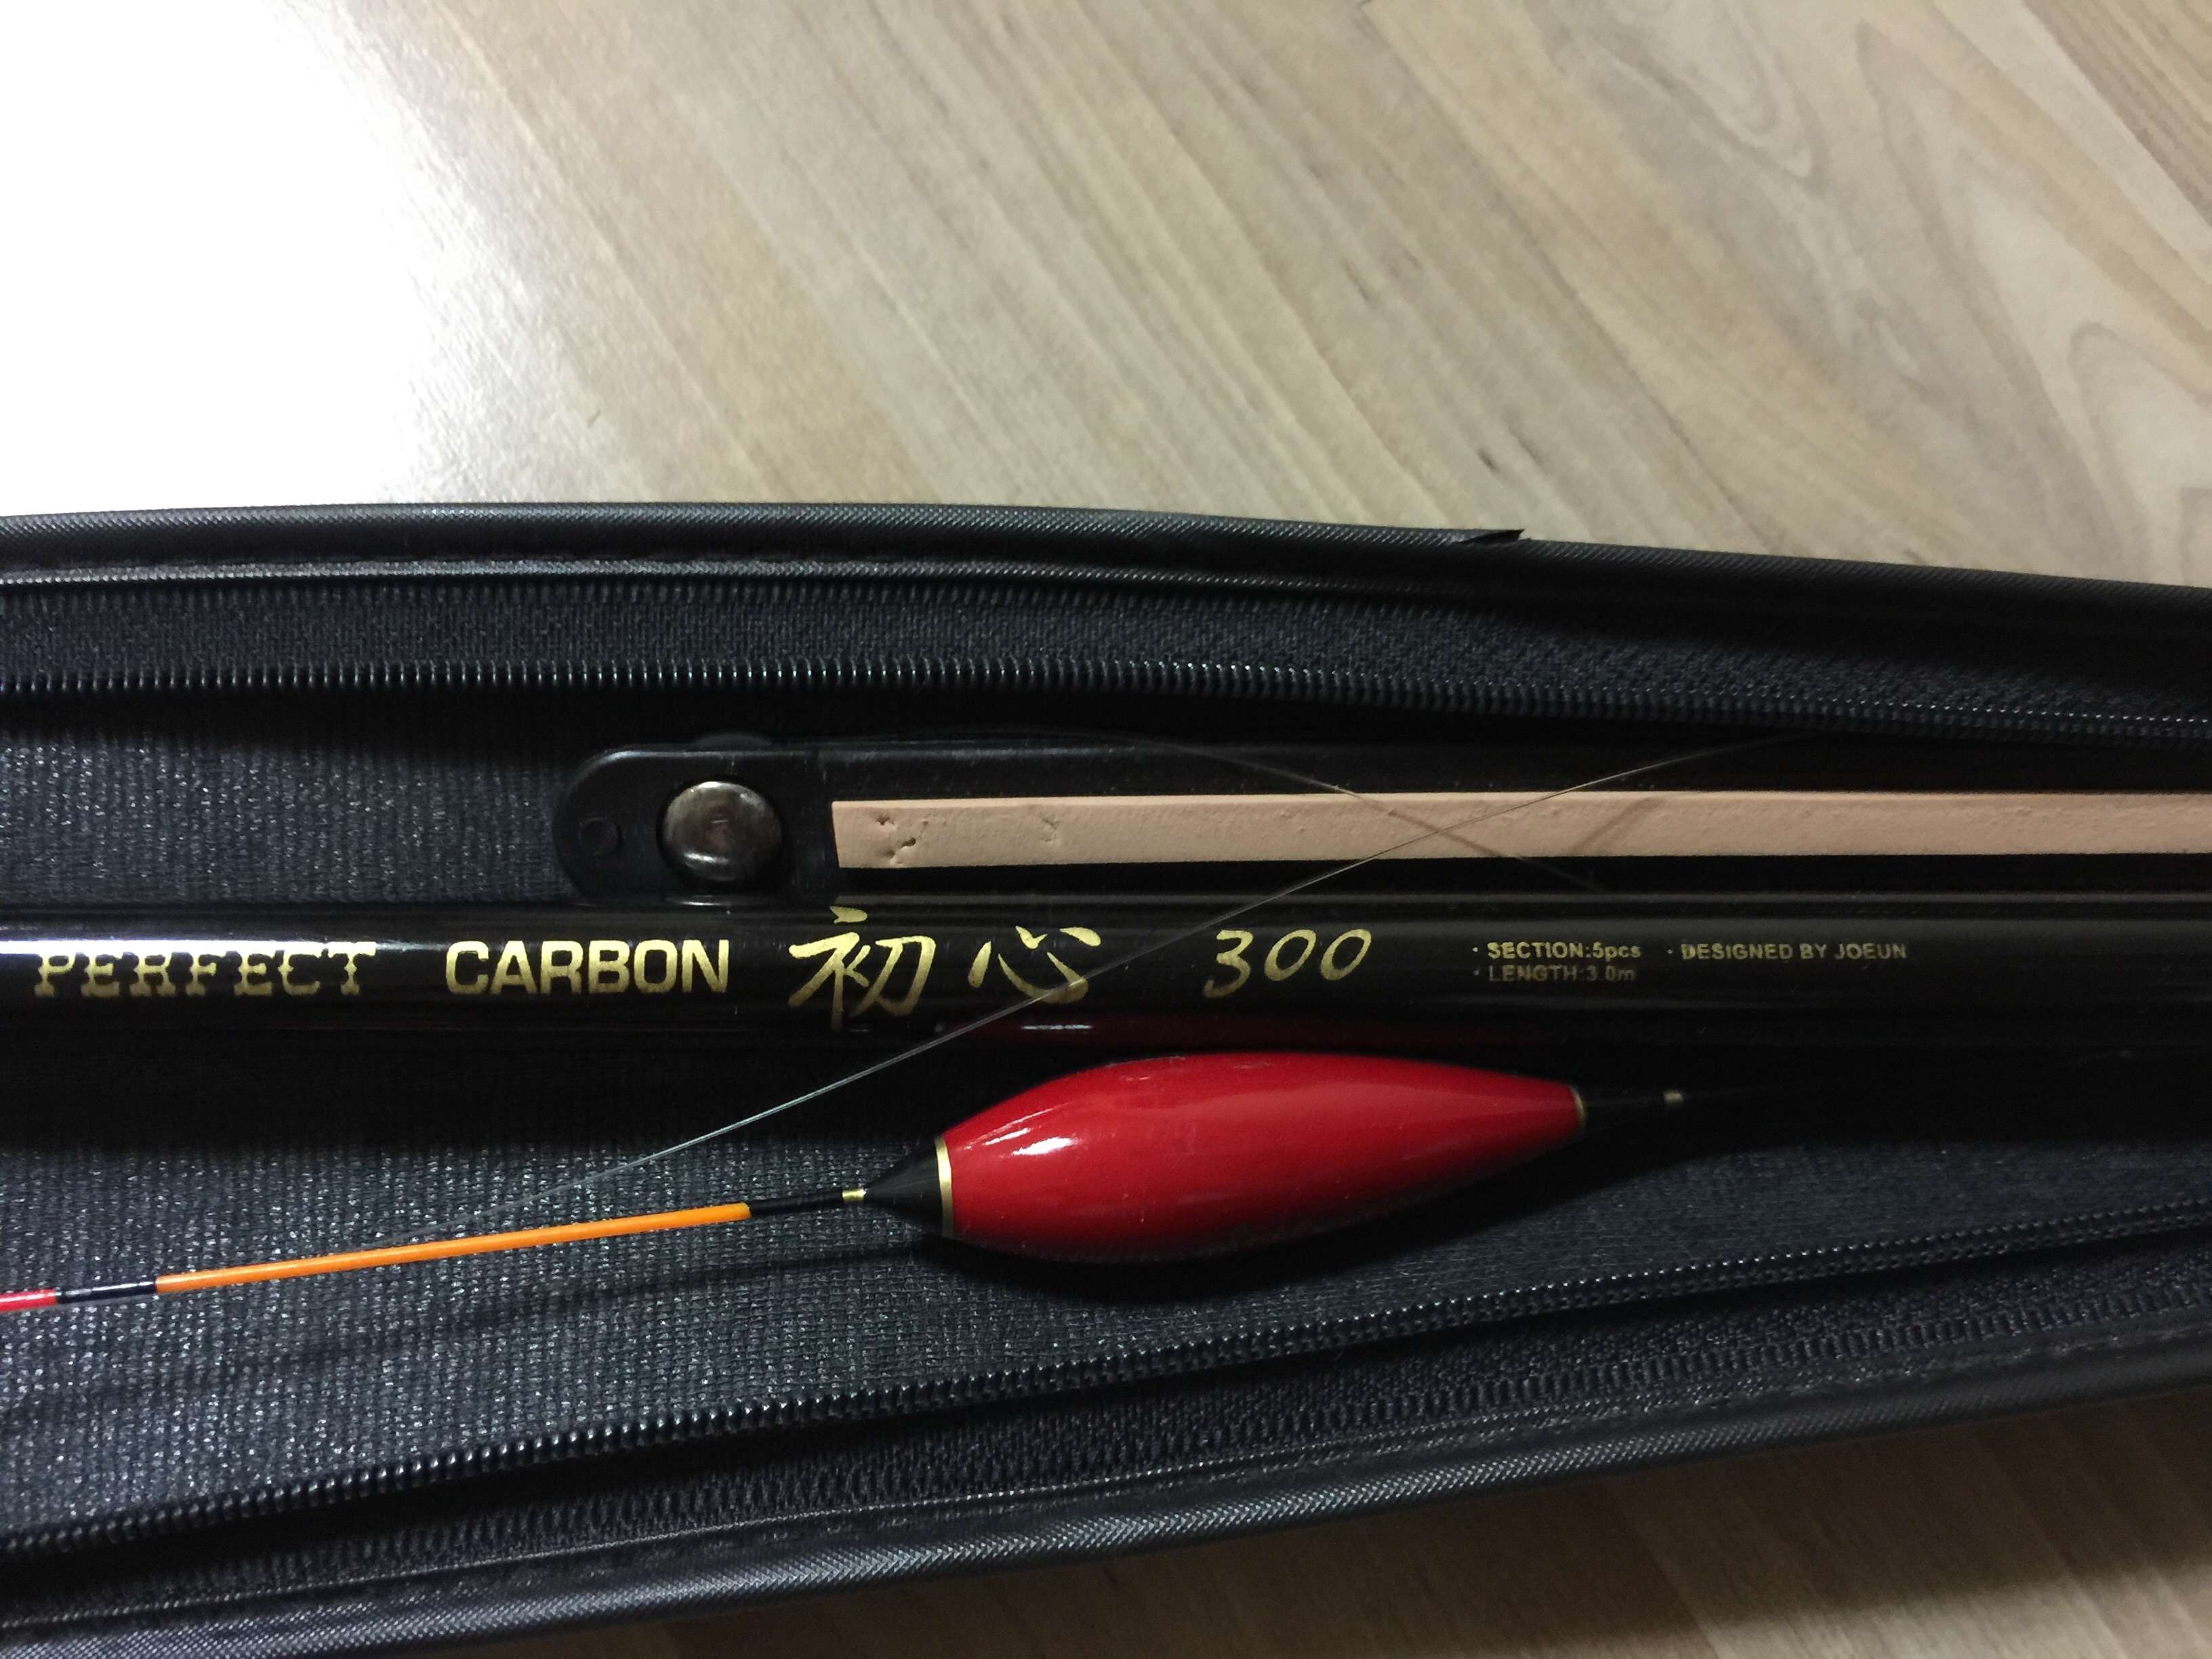 PERFECT CARBON 初心 300
· SECTION:5pcs · DESIGNED BY JOEUN
· LENGTH:3.0m